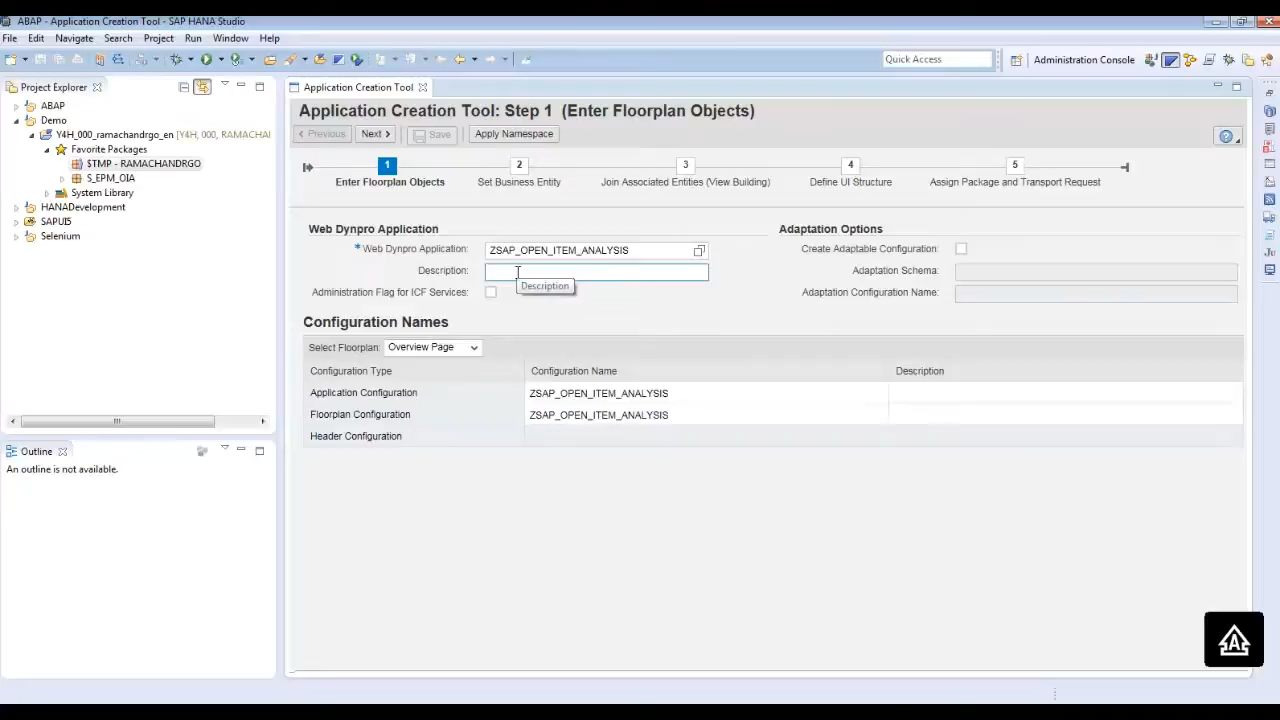 ABAP - Application Creation Tool - SAP HANA Studio
File Edit Navigate Search Project Run Window Help
Quick Access
Administration Console
Project Explorer
ABAP
Demo
Y4H_000_ramachandrgo_en [Y4H, 000, RAMACHAI
Favorite Packages
$TMP - RAMACHANDRGO
S_EPM_OIA
System Library
HANADevelopment
SAPUI5
Selenium
Outline
An outline is not available.
Application Creation Tool
Application Creation Tool: Step 1 (Enter Floorplan Objects)
< Previous Next > Save Apply Namespace
1 2 3 4 5
Enter Floorplan Objects Set Business Entity Join Associated Entities (View Building) Define UI Structure Assign Package and Transport Request
Web Dynpro Application
* Web Dynpro Application: ZSAP_OPEN_ITEM_ANALYSIS
Description:
Description
Administration Flag for ICF Services:
Adaptation Options
Create Adaptable Configuration:
Adaptation Schema:
Adaptation Configuration Name:
Configuration Names
Select Floorplan: Overview Page
Configuration Type Configuration Name Description
Application Configuration ZSAP_OPEN_ITEM_ANALYSIS
Floorplan Configuration ZSAP_OPEN_ITEM_ANALYSIS
Header Configuration
Ju
A